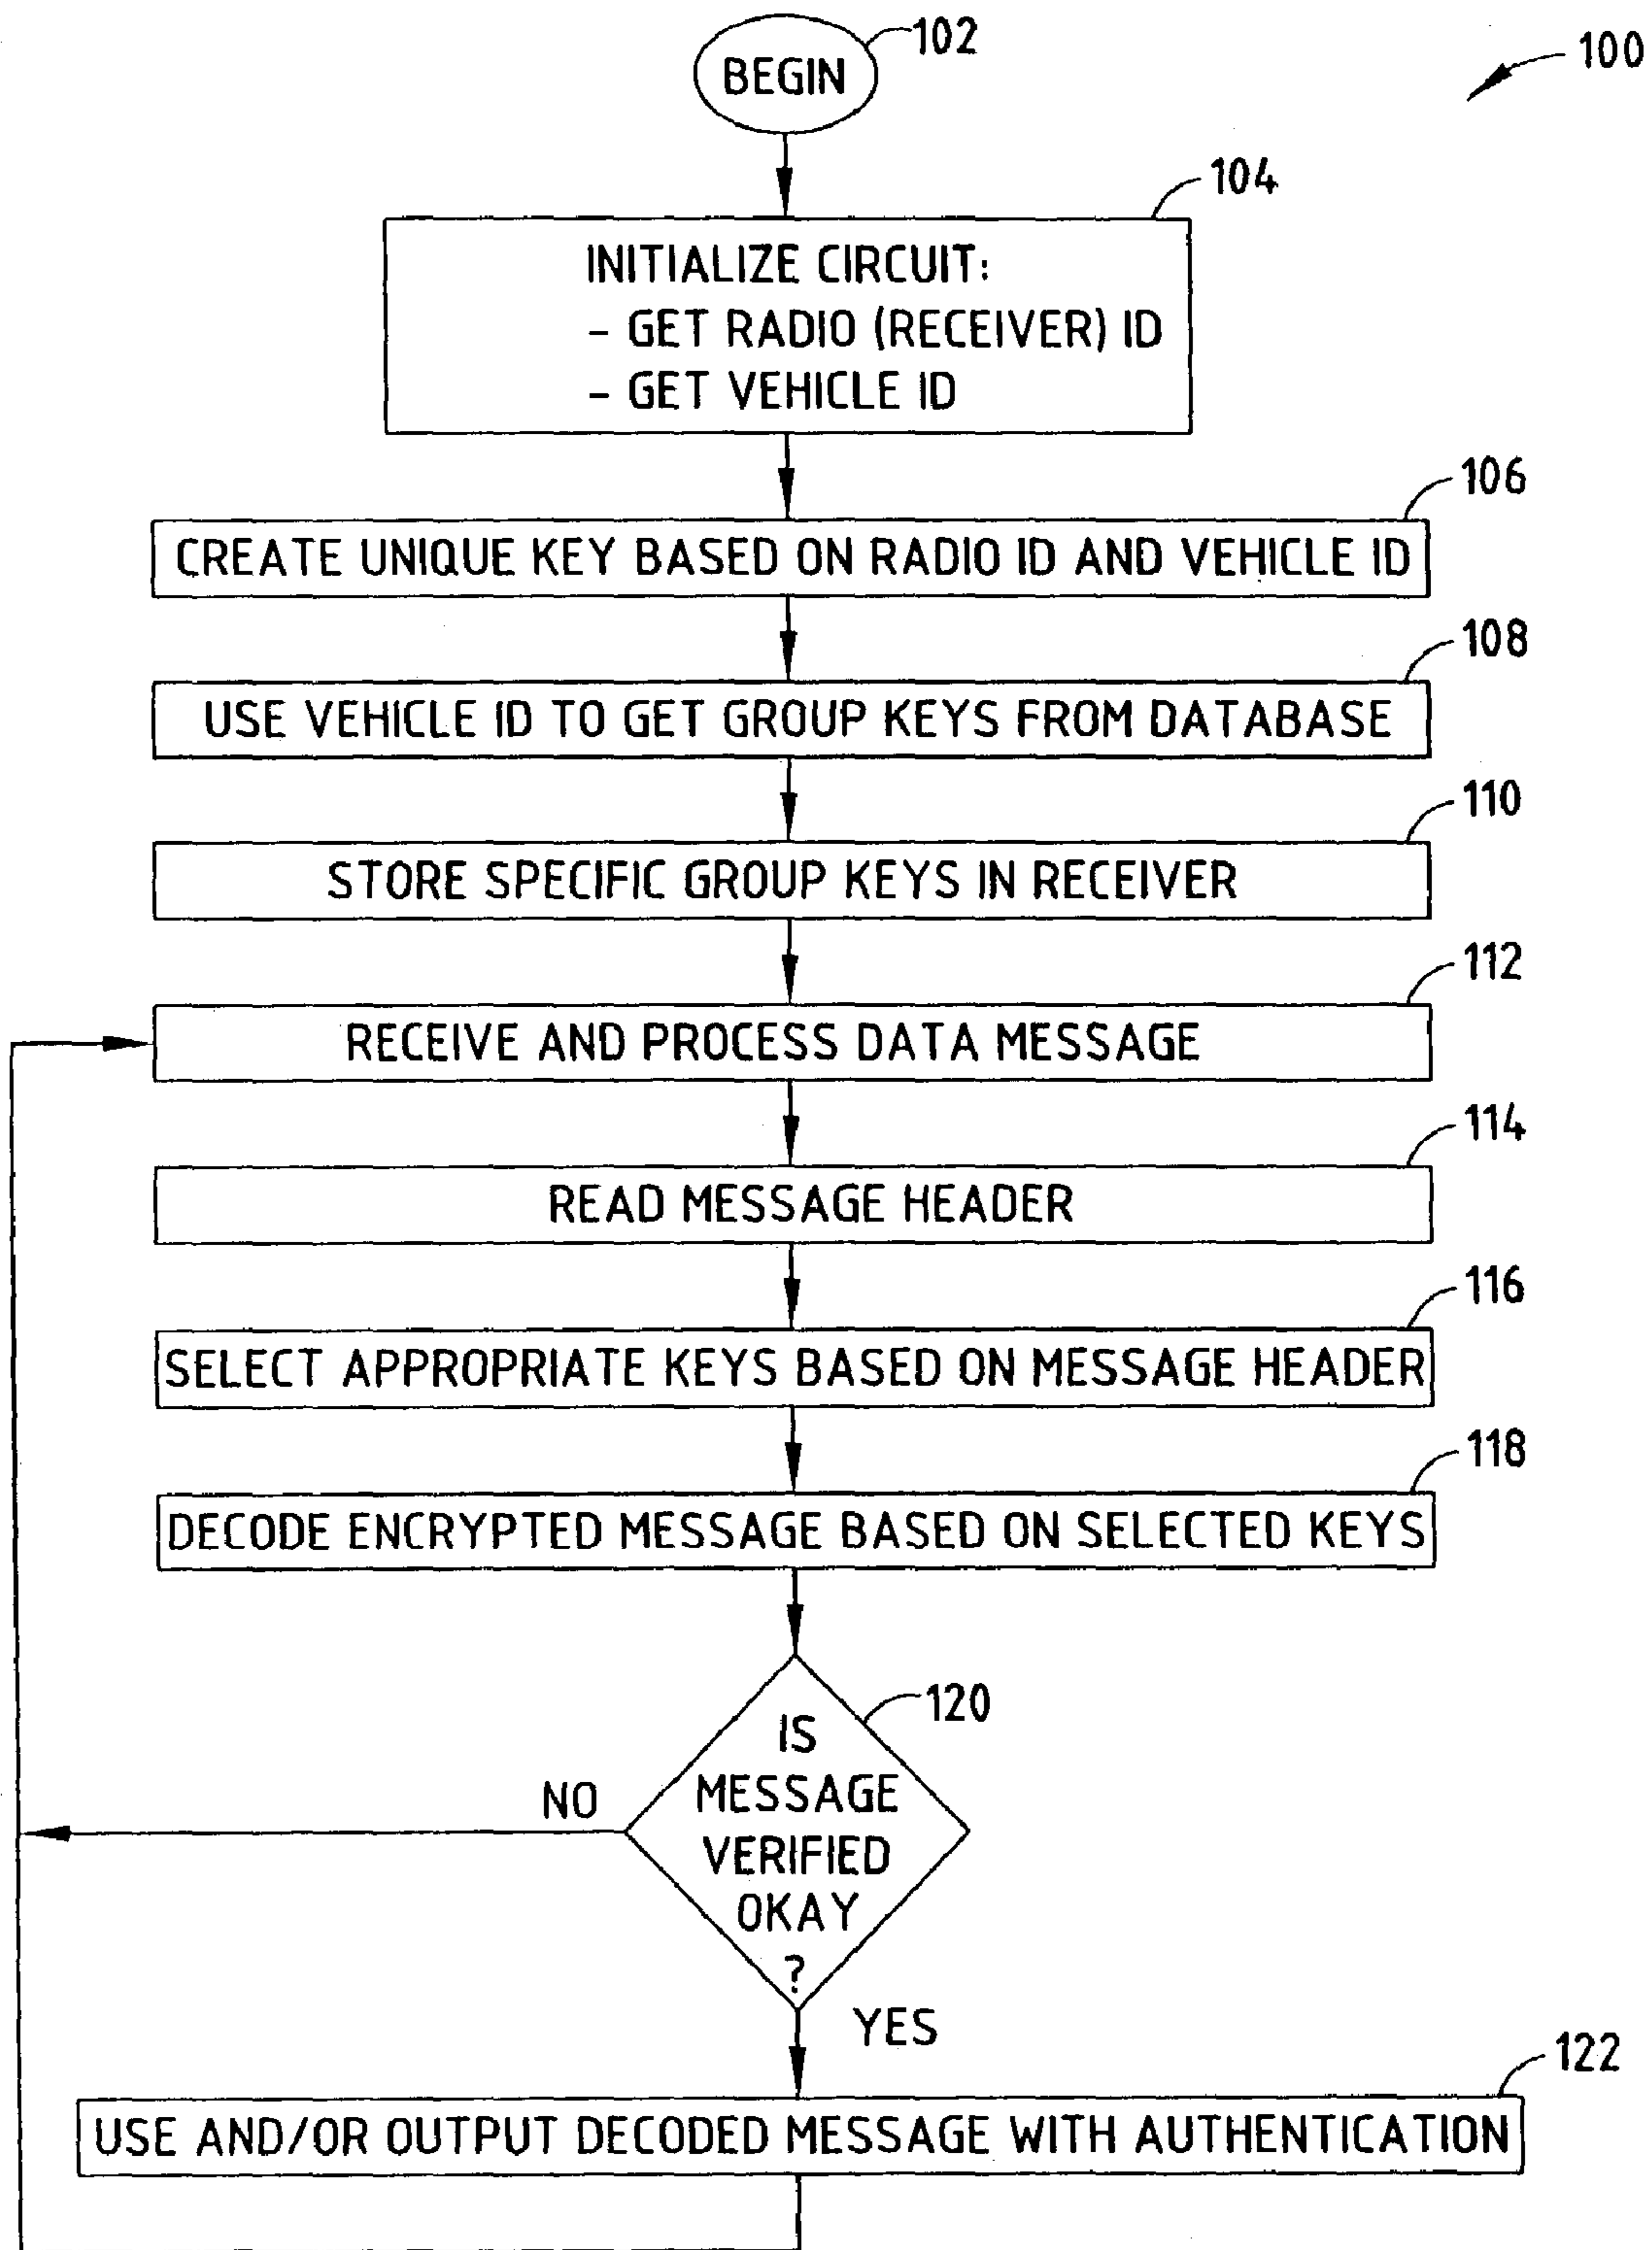 102
BEGIN
100
104
INITIALIZE CIRCUIT:
- GET RADIO (RECEIVER) ID
- GET VEHICLE ID
106
CREATE UNIQUE KEY BASED ON RADIO ID AND VEHICLE ID
108
USE VEHICLE ID TO GET GROUP KEYS FROM DATABASE
110
STORE SPECIFIC GROUP KEYS IN RECEIVER
112
RECEIVE AND PROCESS DATA MESSAGE
114
READ MESSAGE HEADER
116
SELECT APPROPRIATE KEYS BASED ON MESSAGE HEADER
118
DECODE ENCRYPTED MESSAGE BASED ON SELECTED KEYS
120
IS
MESSAGE
VERIFIED
OKAY
?
NO
YES
122
USE AND/OR OUTPUT DECODED MESSAGE WITH AUTHENTICATION